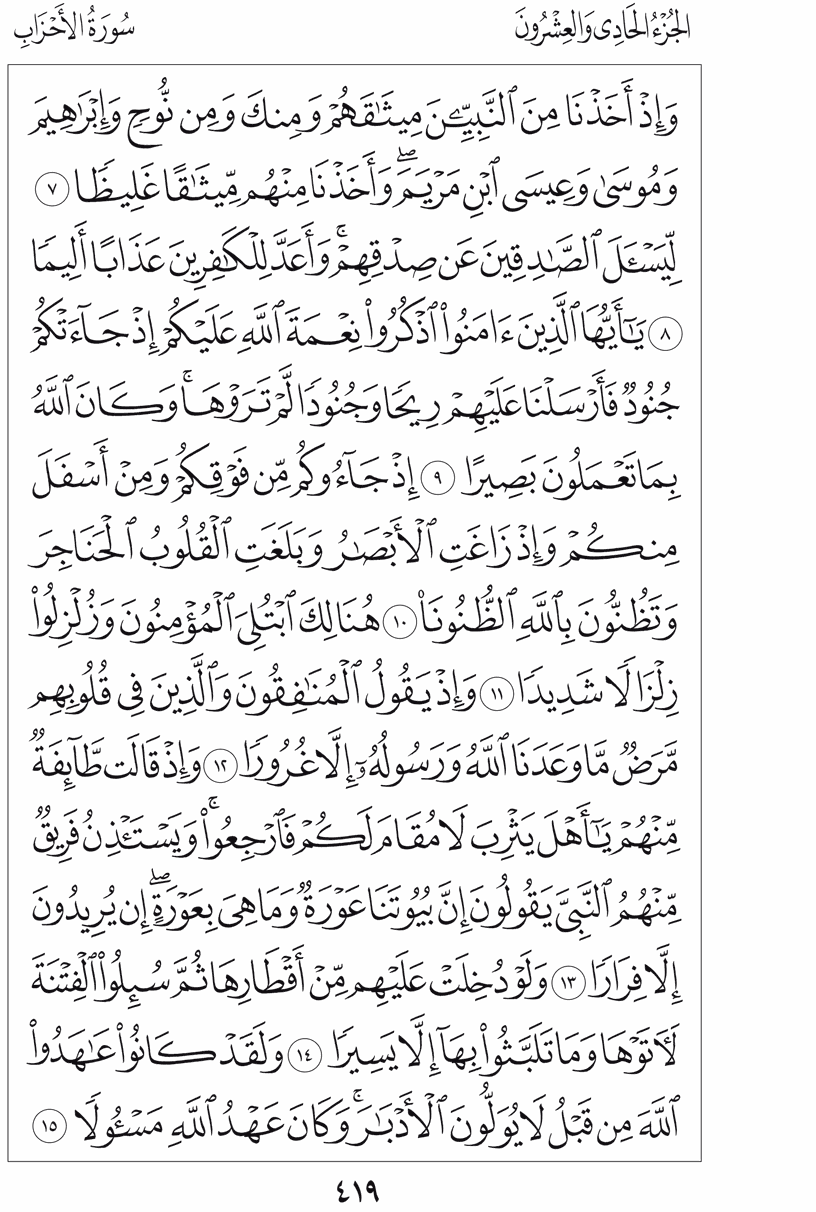 الجُزْءُ الحَادِى وَالعِشْرُونَ
سُورَةُ الأَحْزَابِ
وَإِذْ أَخَذْنَا مِنَ ٱلنَّبِيِّـۧنَ مِيثَٰقَهُمْ وَمِنكَ وَمِن نُّوحٍ وَإِبْرَٰهِيمَ
وَمُوسَىٰ وَعِيسَى ٱبْنِ مَرْيَمَۖ وَأَخَذْنَا مِنْهُم مِّيثَٰقًا غَلِيظًا ٧
لِّيَسْـَٔلَ ٱلصَّٰدِقِينَ عَن صِدْقِهِمْۚ وَأَعَدَّ لِلْكَٰفِرِينَ عَذَابًا أَلِيمًا
٨ يَٰٓأَيُّهَا ٱلَّذِينَ ءَامَنُوا۟ ٱذْكُرُوا۟ نِعْمَةَ ٱللَّهِ عَلَيْكُمْ إِذْ جَآءَتْكُمْ
جُنُودٌ فَأَرْسَلْنَا عَلَيْهِمْ رِيحًا وَجُنُودًا لَّمْ تَرَوْهَاۚ وَكَانَ ٱللَّهُ
بِمَا تَعْمَلُونَ بَصِيرًا ٩ إِذْ جَآءُوكُم مِّن فَوْقِكُمْ وَمِنْ أَسْفَلَ
مِنكُمْ وَإِذْ زَاغَتِ ٱلْأَبْصَٰرُ وَبَلَغَتِ ٱلْقُلُوبُ ٱلْحَنَاجِرَ
وَتَظُنُّونَ بِٱللَّهِ ٱلظُّنُونَا۠ ١٠ هُنَالِكَ ٱبْتُلِىَ ٱلْمُؤْمِنُونَ وَزُلْزِلُوا۟
زِلْزَالًا شَدِيدًا ١١ وَإِذْ يَقُولُ ٱلْمُنَٰفِقُونَ وَٱلَّذِينَ فِى قُلُوبِهِم
مَّرَضٌ مَّا وَعَدَنَا ٱللَّهُ وَرَسُولُهُۥٓ إِلَّا غُرُورًا ١٢ وَإِذْ قَالَت طَّآئِفَةٌ
مِّنْهُمْ يَٰٓأَهْلَ يَثْرِبَ لَا مُقَامَ لَكُمْ فَٱرْجِعُوا۟ۚ وَيَسْتَـْٔذِنُ فَرِيقٌ
مِّنْهُمُ ٱلنَّبِىَّ يَقُولُونَ إِنَّ بُيُوتَنَا عَوْرَةٌ وَمَا هِىَ بِعَوْرَةٍۖ إِن يُرِيدُونَ
إِلَّا فِرَارًا ١٣ وَلَوْ دُخِلَتْ عَلَيْهِم مِّنْ أَقْطَارِهَا ثُمَّ سُئِلُوا۟ ٱلْفِتْنَةَ
لَءَاتَوْهَا وَمَا تَلَبَّثُوا۟ بِهَآ إِلَّا يَسِيرًا ١٤ وَلَقَدْ كَانُوا۟ عَٰهَدُوا۟
ٱللَّهَ مِن قَبْلُ لَا يُوَلُّونَ ٱلْأَدْبَٰرَۚ وَكَانَ عَهْدُ ٱللَّهِ مَسْـُٔولًا ١٥
٤١٩